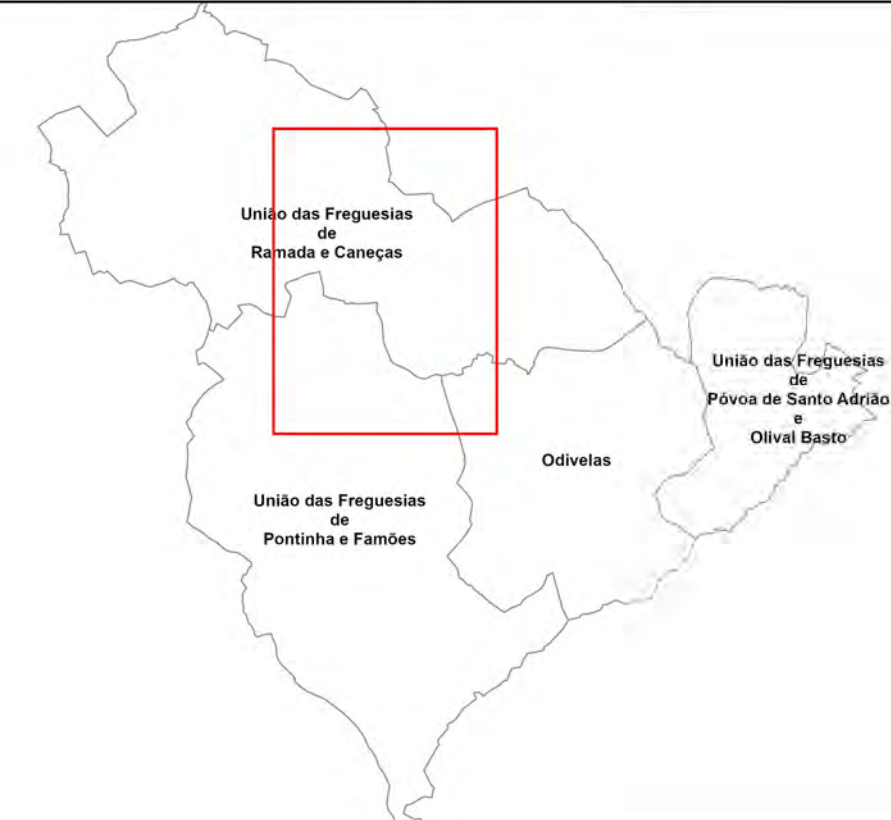 União das Freguesias
de
Ramada e Caneças
União das Freguesias
de
Póvoa de Santo Adrião
e
Olival Basto
Odivelas
União das Freguesias
de
Pontinha e Famões